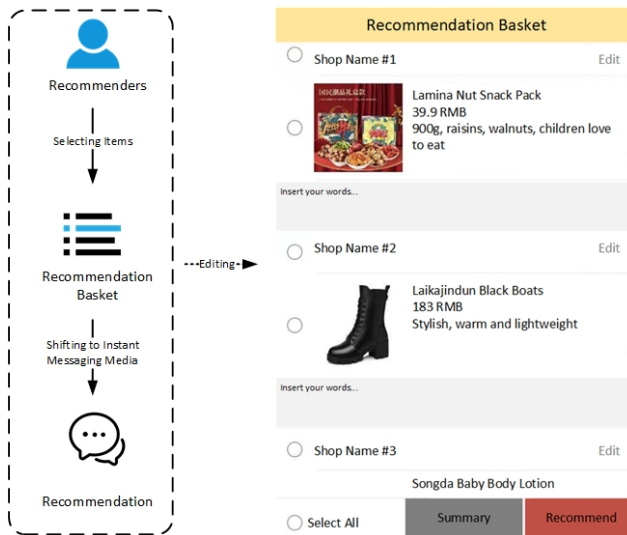 Recommenders
Selecting Items
Recommendation
Basket
Shifting to Instant
Messaging Media
Recommendation
Editing
Recommendation Basket
Shop Name #1
Edit
Lamina Nut Snack Pack
39.9 RMB
900g, raisins, walnuts, children love
to eat
Insert your words...
Shop Name #2
Edit
Laikajindun Black Boats
183 RMB
Stylish, warm and lightweight
Insert your words...
Shop Name #3
Edit
Songda Baby Body Lotion
Select All
Summary
Recommend